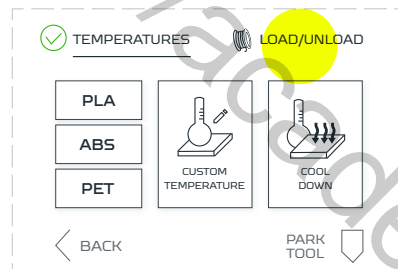 TEMPERATURES
LOAD/UNLOAD
PLA
ABS
PET
CUSTOM
TEMPERATURE
COOL
DOWN
BACK
PARK
TOOL